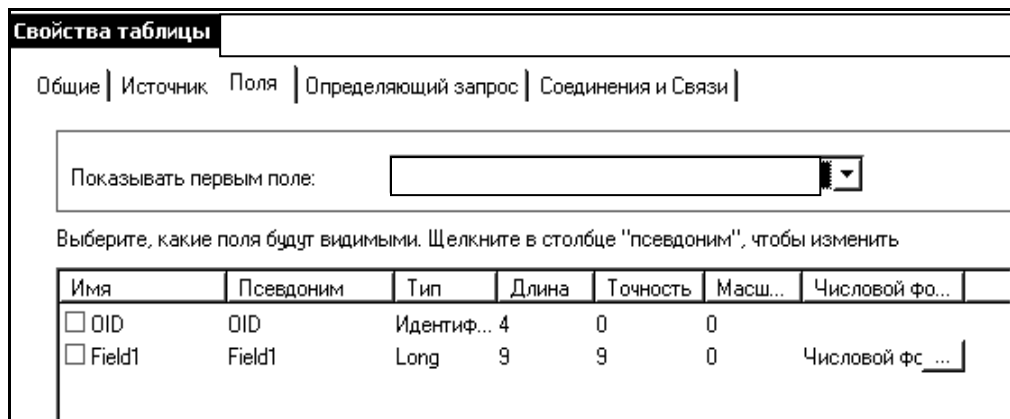 Свойства таблицы
Общие Источник Поля Определяющий запрос Соединения и Связи
Показывать первым поле:
Выберите, какие поля будут видимыми. Щелкните в столбце "псевдоним", чтобы изменить
Имя Псевдоним Тип Длина Точность Масш... Числовой фо...
OID OID Идентиф... 4 0 0
Field1 Field1 Long 9 9 0 Числовой фс ...